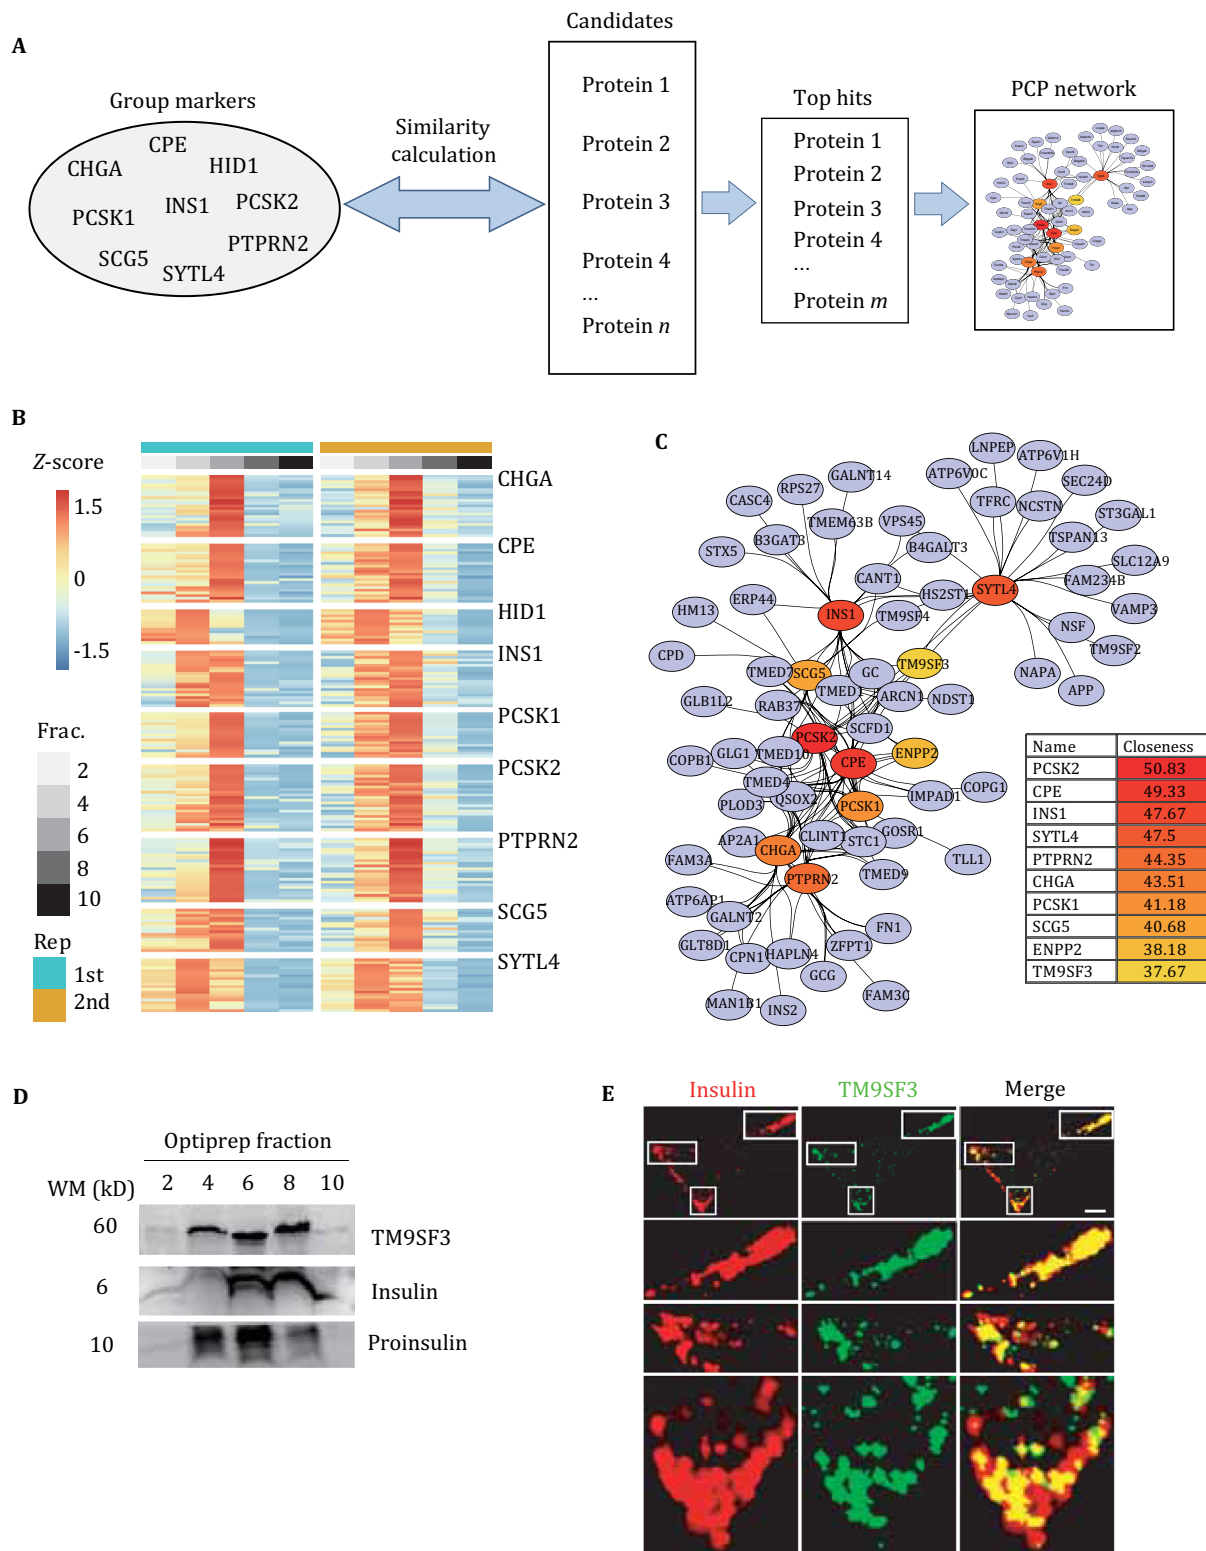 A
Group markers
CPE
CHGA
HID1
PCSK1
INS1
PCSK2
SCG5
PTPRN2
SYTL4
Similarity
calculation
Candidates
Protein 1
Protein 2
Protein 3
Protein 4
...
Protein n
Top hits
Protein 1
Protein 2
Protein 3
Protein 4
...
Protein m
PCP network
B
Z-score
1.5
0
-1.5
Frac.
2
4
6
8
10
Rep
1st
2nd
CHGA
CPE
HID1
INS1
PCSK1
PCSK2
PTPRN2
SCG5
SYTL4
C
LNPEP
ATP6V1H
ATP6V0C
SEC24D
GALNT14
RPS27
CASC4
TFRC
NCSTN
ST3GAL1
TMEM63B
VPS45
TSPAN13
B3GAT3
STX5
B4GALT3
SLC12A9
CANT1
FAM234B
HS2ST1
SYTL4
ERP44
HM13
INS1
TM9SF4
VAMP3
NSF
TM9SF2
CPD
TMED7
SCG5
GC
TM9SF3
NAPA
APP
TMED1
ARCN1
NDST1
GLB1L2
RAB37
PCSK2
SCFD1
GLG1
TMED10
ENPP2
COPB1
CPE
TMED4
COPG1
PLOD3
QSOX2
PCSK1
IMPAD1
AP2A1
CLINT1
GOSR1
STC1
CHGA
TLL1
FAM3A
PTPRN2
TMED9
ATP6AP1
GALNT2
FN1
GLT8D1
CPN1
HAPLN4
ZFPT1
GCG
MAN1B1
INS2
FAM3C
Name Closeness
PCSK2 50.83
CPE 49.33
INS1 47.67
SYTL4 47.5
PTPRN2 44.35
CHGA 43.51
PCSK1 41.18
SCG5 40.68
ENPP2 38.18
TM9SF3 37.67
D
Optiprep fraction
WM (kD) 2 4 6 8 10
60 TM9SF3
6 Insulin
10 Proinsulin
E
Insulin TM9SF3 Merge